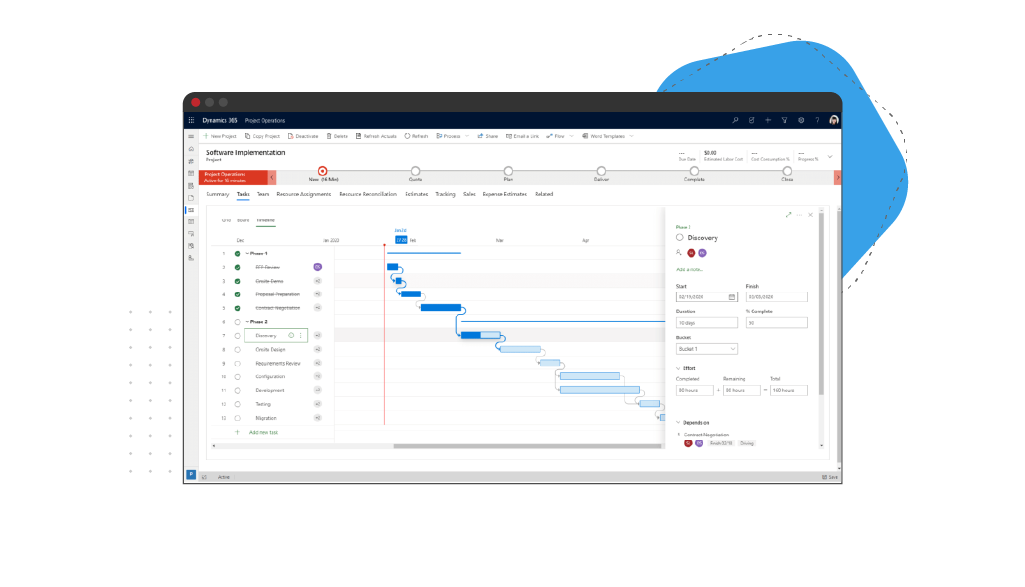 Dynamics 365 Project Operations
New Project Copy Project Deactivate Delete Refresh Actuals Refresh Process Share Email a Link Flow Word Templates
Software Implementation
Project
--- $0.00 --- ---
Due Date Estimated Labor Cost Cost Consumption % Progress %
Project Operations
Active for 16 minutes
New (16 Min) Quote Plan Deliver Complete Close
Summary Tasks Team Resource Assignments Resource Reconciliation Estimates Tracking Sales Expense Estimates Related
Grid Board Timeline
Dec Jan 2020 Feb Mar Apr
1 Phase 1
2 RFP Review
3 Onsite Demo
4 Proposal Preparation
5 Contract Negotiation
6 Phase 2
7 Discovery
8 Onsite Design
9 Requirements Review
10 Configuration
11 Development
12 Testing
13 Migration
Add new task
Phase 2
Discovery
Add a note...
Start Finish
02/19/2020 03/03/2020
Duration % Complete
10 days 50
Bucket
Bucket 1
Effort
Completed Remaining Total
80 hours + 80 hours = 160 hours
Depends on
Contract Negotiation
Finish 02/18 Driving
P
Active Save